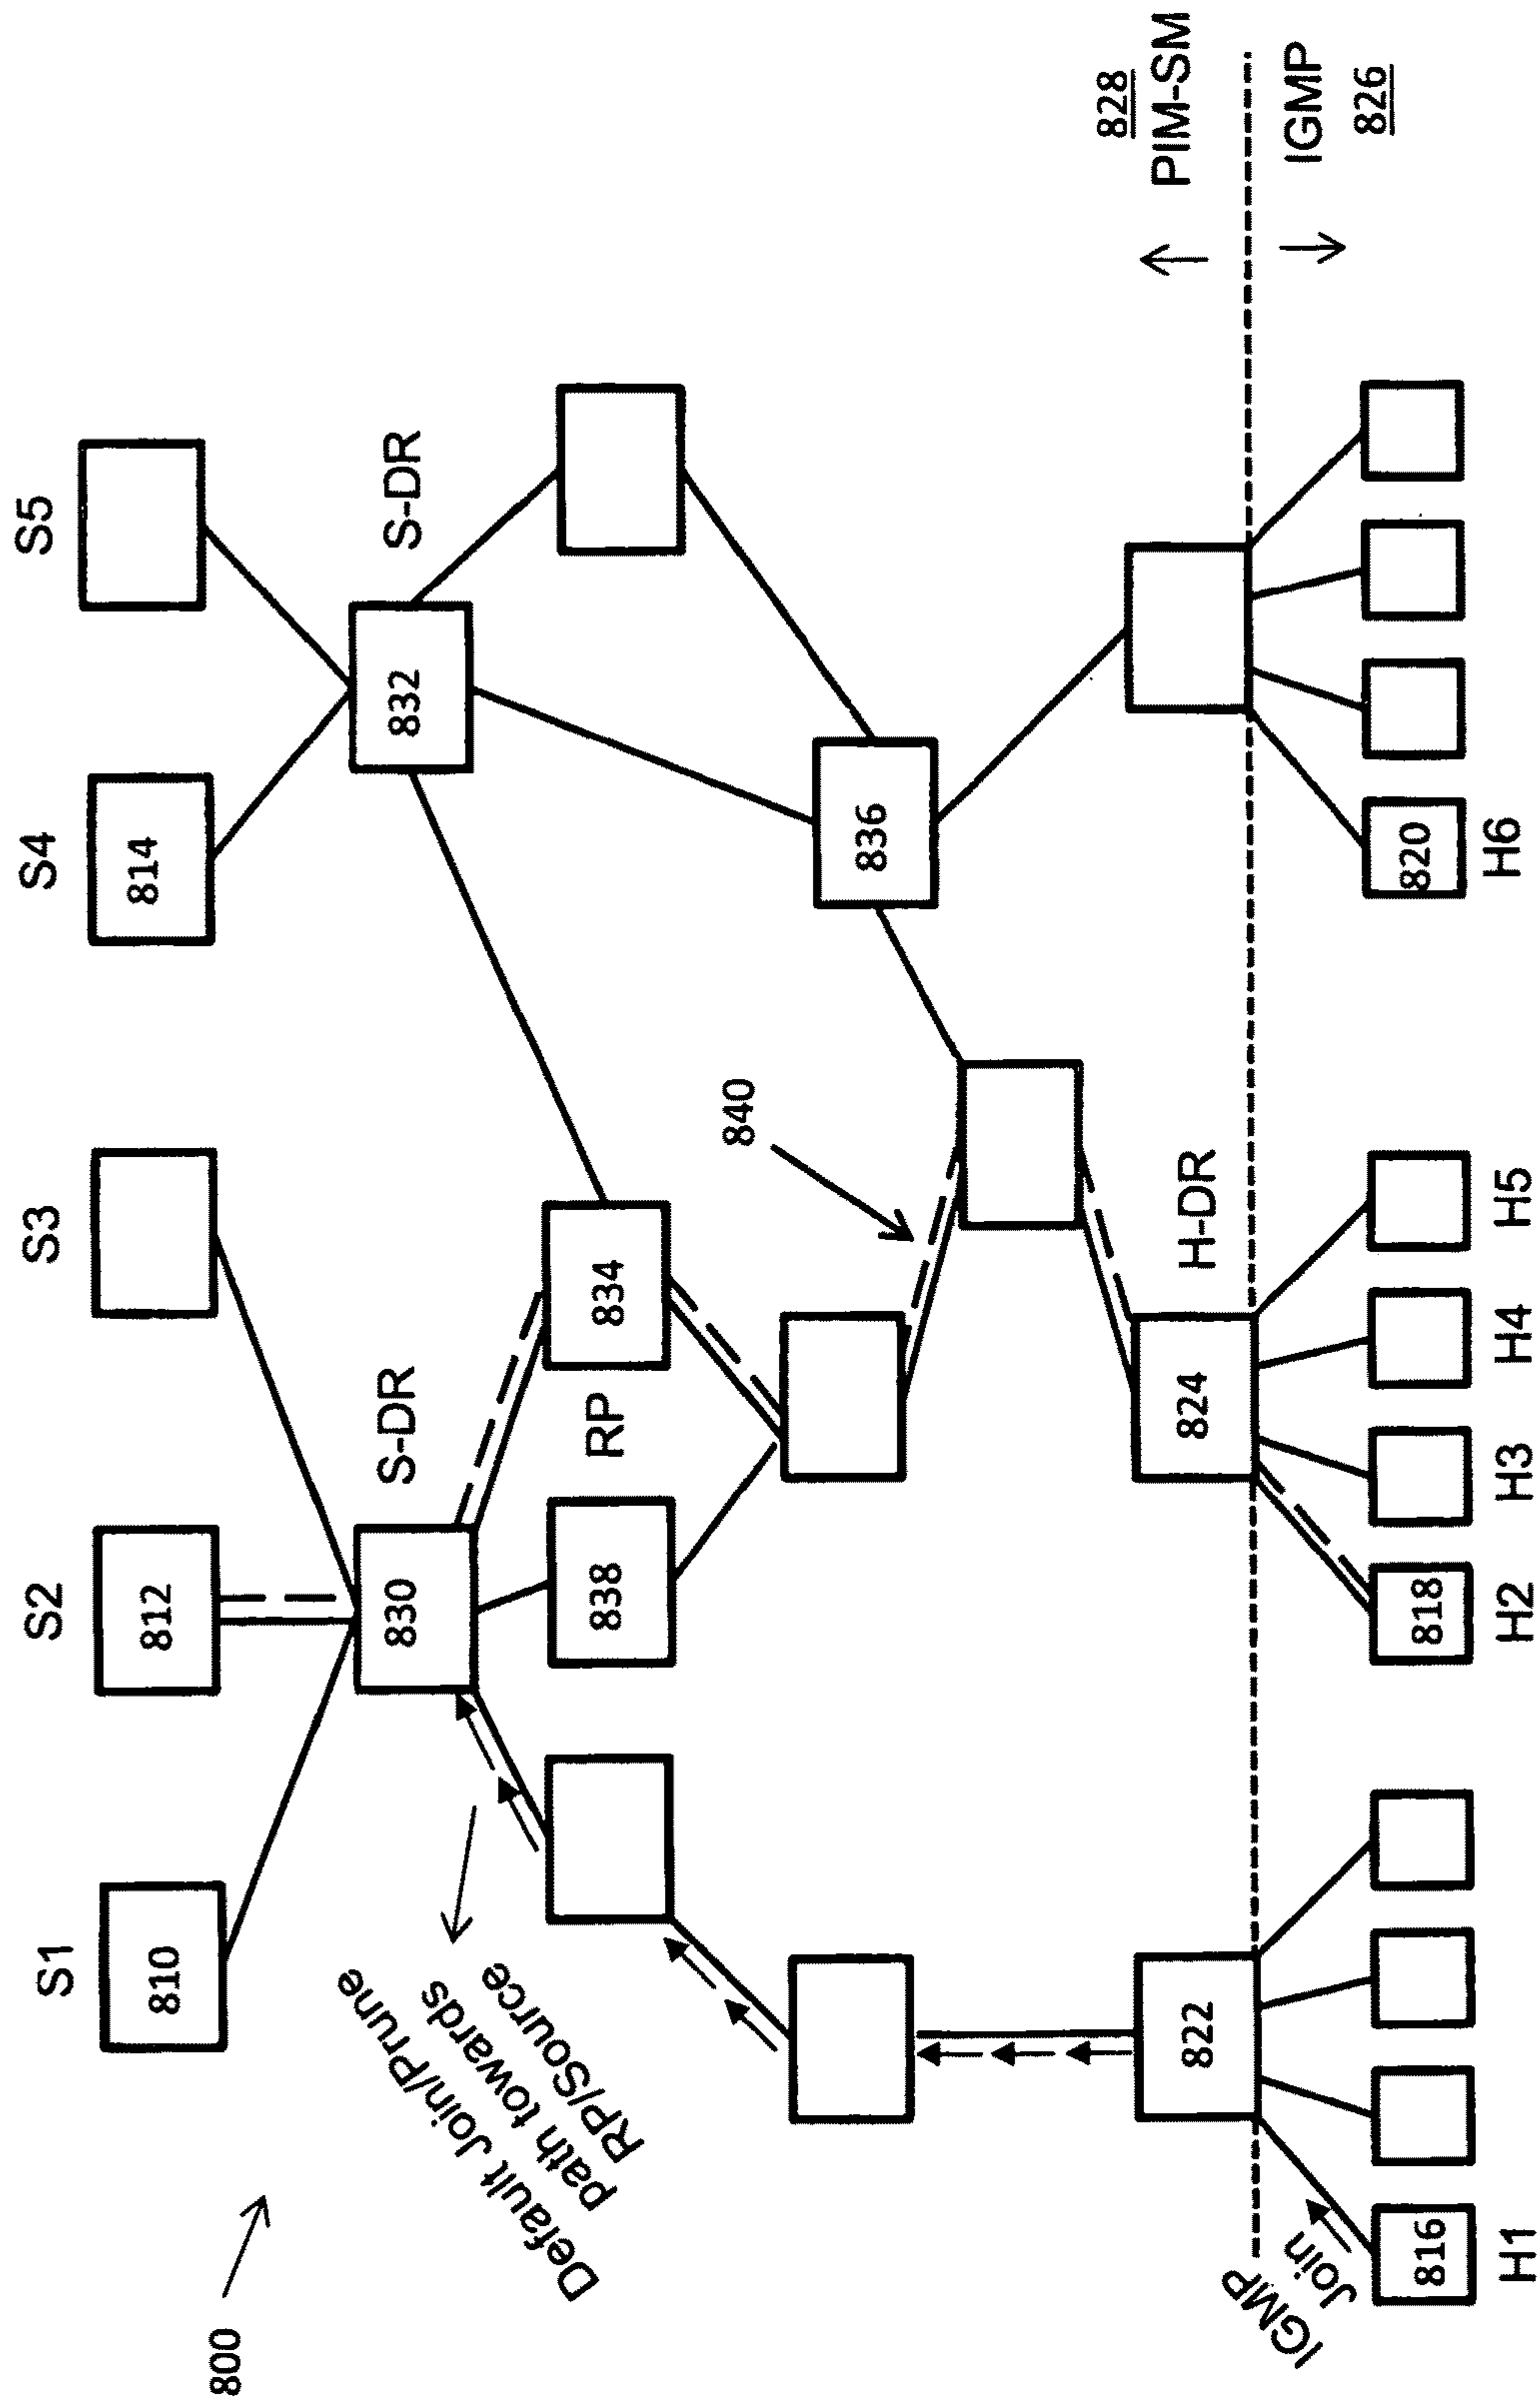 800
S1
S2
S3
S4
S5
810
812
814
S-DR
S-DR
830
832
Default Join/Prune
path towards
RP/Source
838
RP
834
840
836
828
PIM-SM
822
824
H-DR
IGMP
826
IGMP
Join
816
818
820
H1
H2
H3
H4
H5
H6